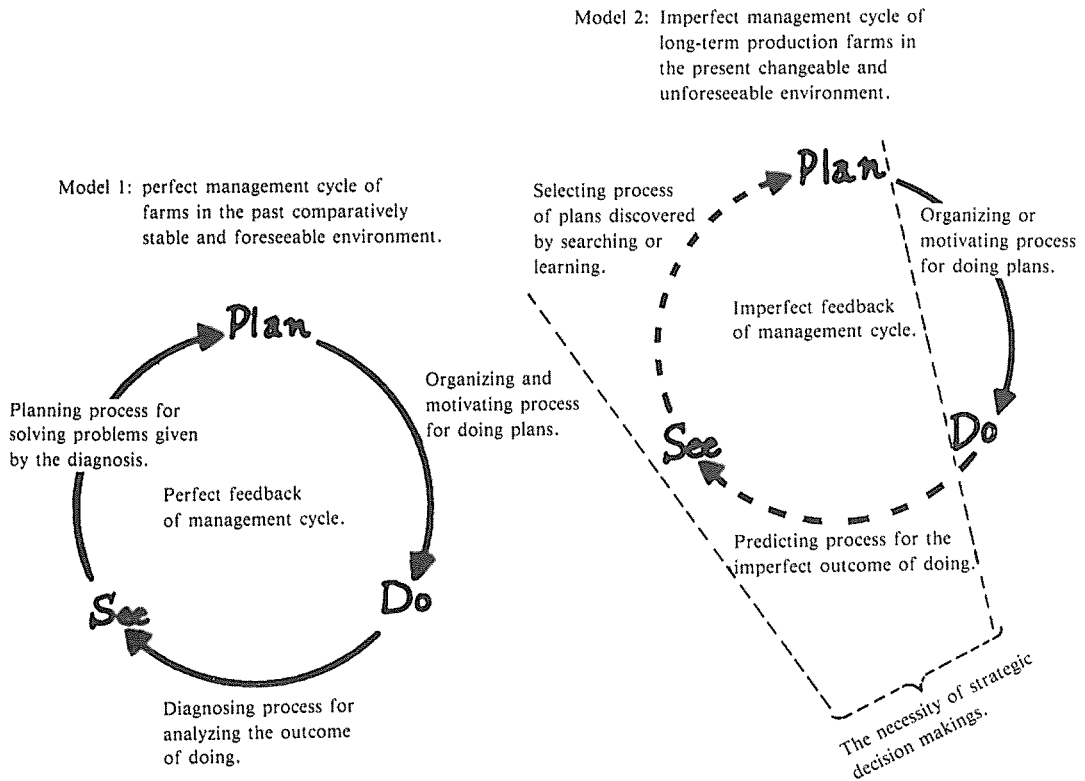 Model 1: perfect management cycle of
farms in the past comparatively
stable and foreseeable environment.
Plan
Organizing and
motivating process
for doing plans.
Do
Diagnosing process for
analyzing the outcome
of doing.
See
Planning process for
solving problems given
by the diagnosis.
Perfect feedback
of management cycle.
Model 2: Imperfect management cycle of
long-term production farms in
the present changeable and
unforeseeable environment.
Plan
Organizing or
motivating process
for doing plans.
Do
Predicting process for the
imperfect outcome of doing.
See
Selecting process
of plans discovered
by searching or
learning.
Imperfect feedback
of management cycle.
The necessity of strategic
decision makings.